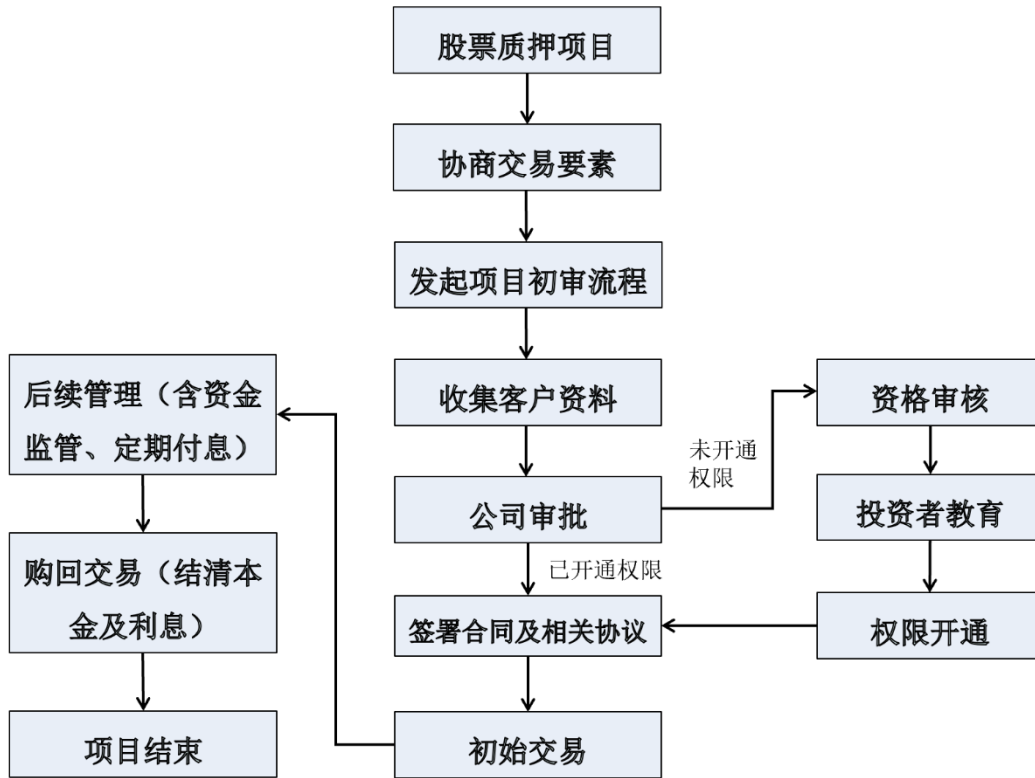 股票质押项目
协商交易要素
发起项目初审流程
收集客户资料
公司审批
未开通
权限
资格审核
投资者教育
权限开通
已开通权限
签署合同及相关协议
初始交易
后续管理（含资金
监管、定期付息）
购回交易（结清本
金及利息）
项目结束